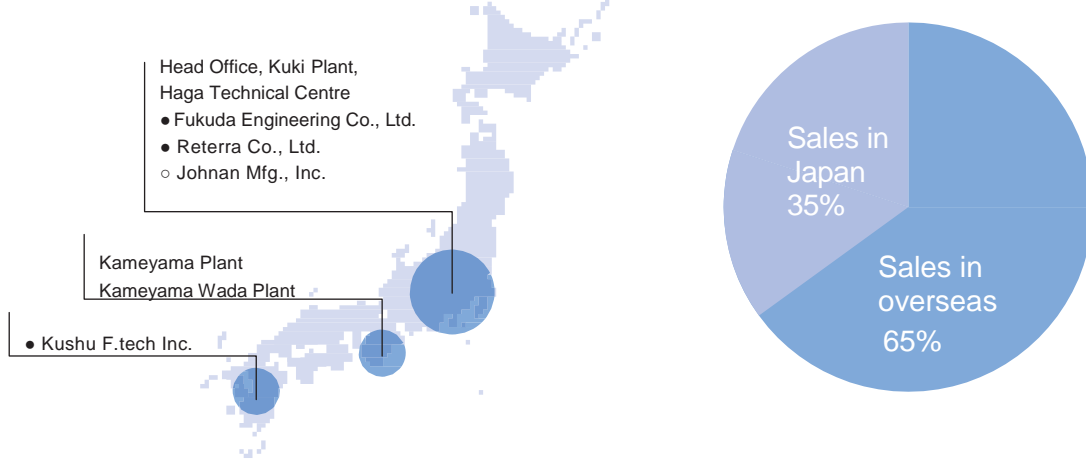 Head Office, Kuki Plant,
Haga Technical Centre
● Fukuda Engineering Co., Ltd.
● Reterra Co., Ltd.
○ Johnan Mfg., Inc.
Kameyama Plant
Kameyama Wada Plant
● Kushu F.tech Inc.
Sales in
Japan
35%
Sales in
overseas
65%